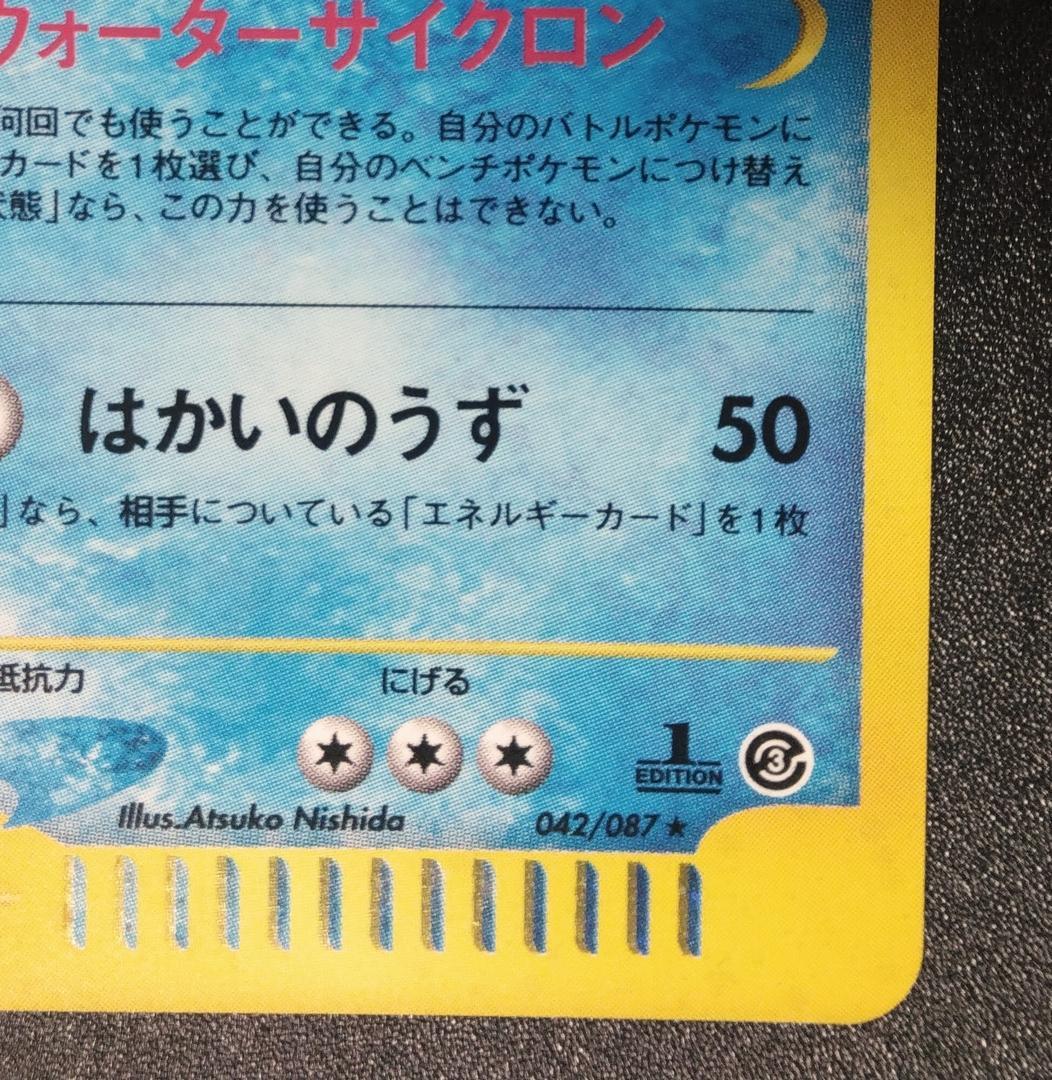 ウォーターサイクロン
何回でも使うことができる。自分のバトルポケモンに
カードを1枚選び、自分のベンチポケモンにつけ替え
態」なら、この力を使うことはできない。
はかいのうず 50
」なら、相手についている「エネルギーカード」を1枚
抵抗力 にげる
1 EDITION 3
Illus.Atsuko Nishida 042/087 ★